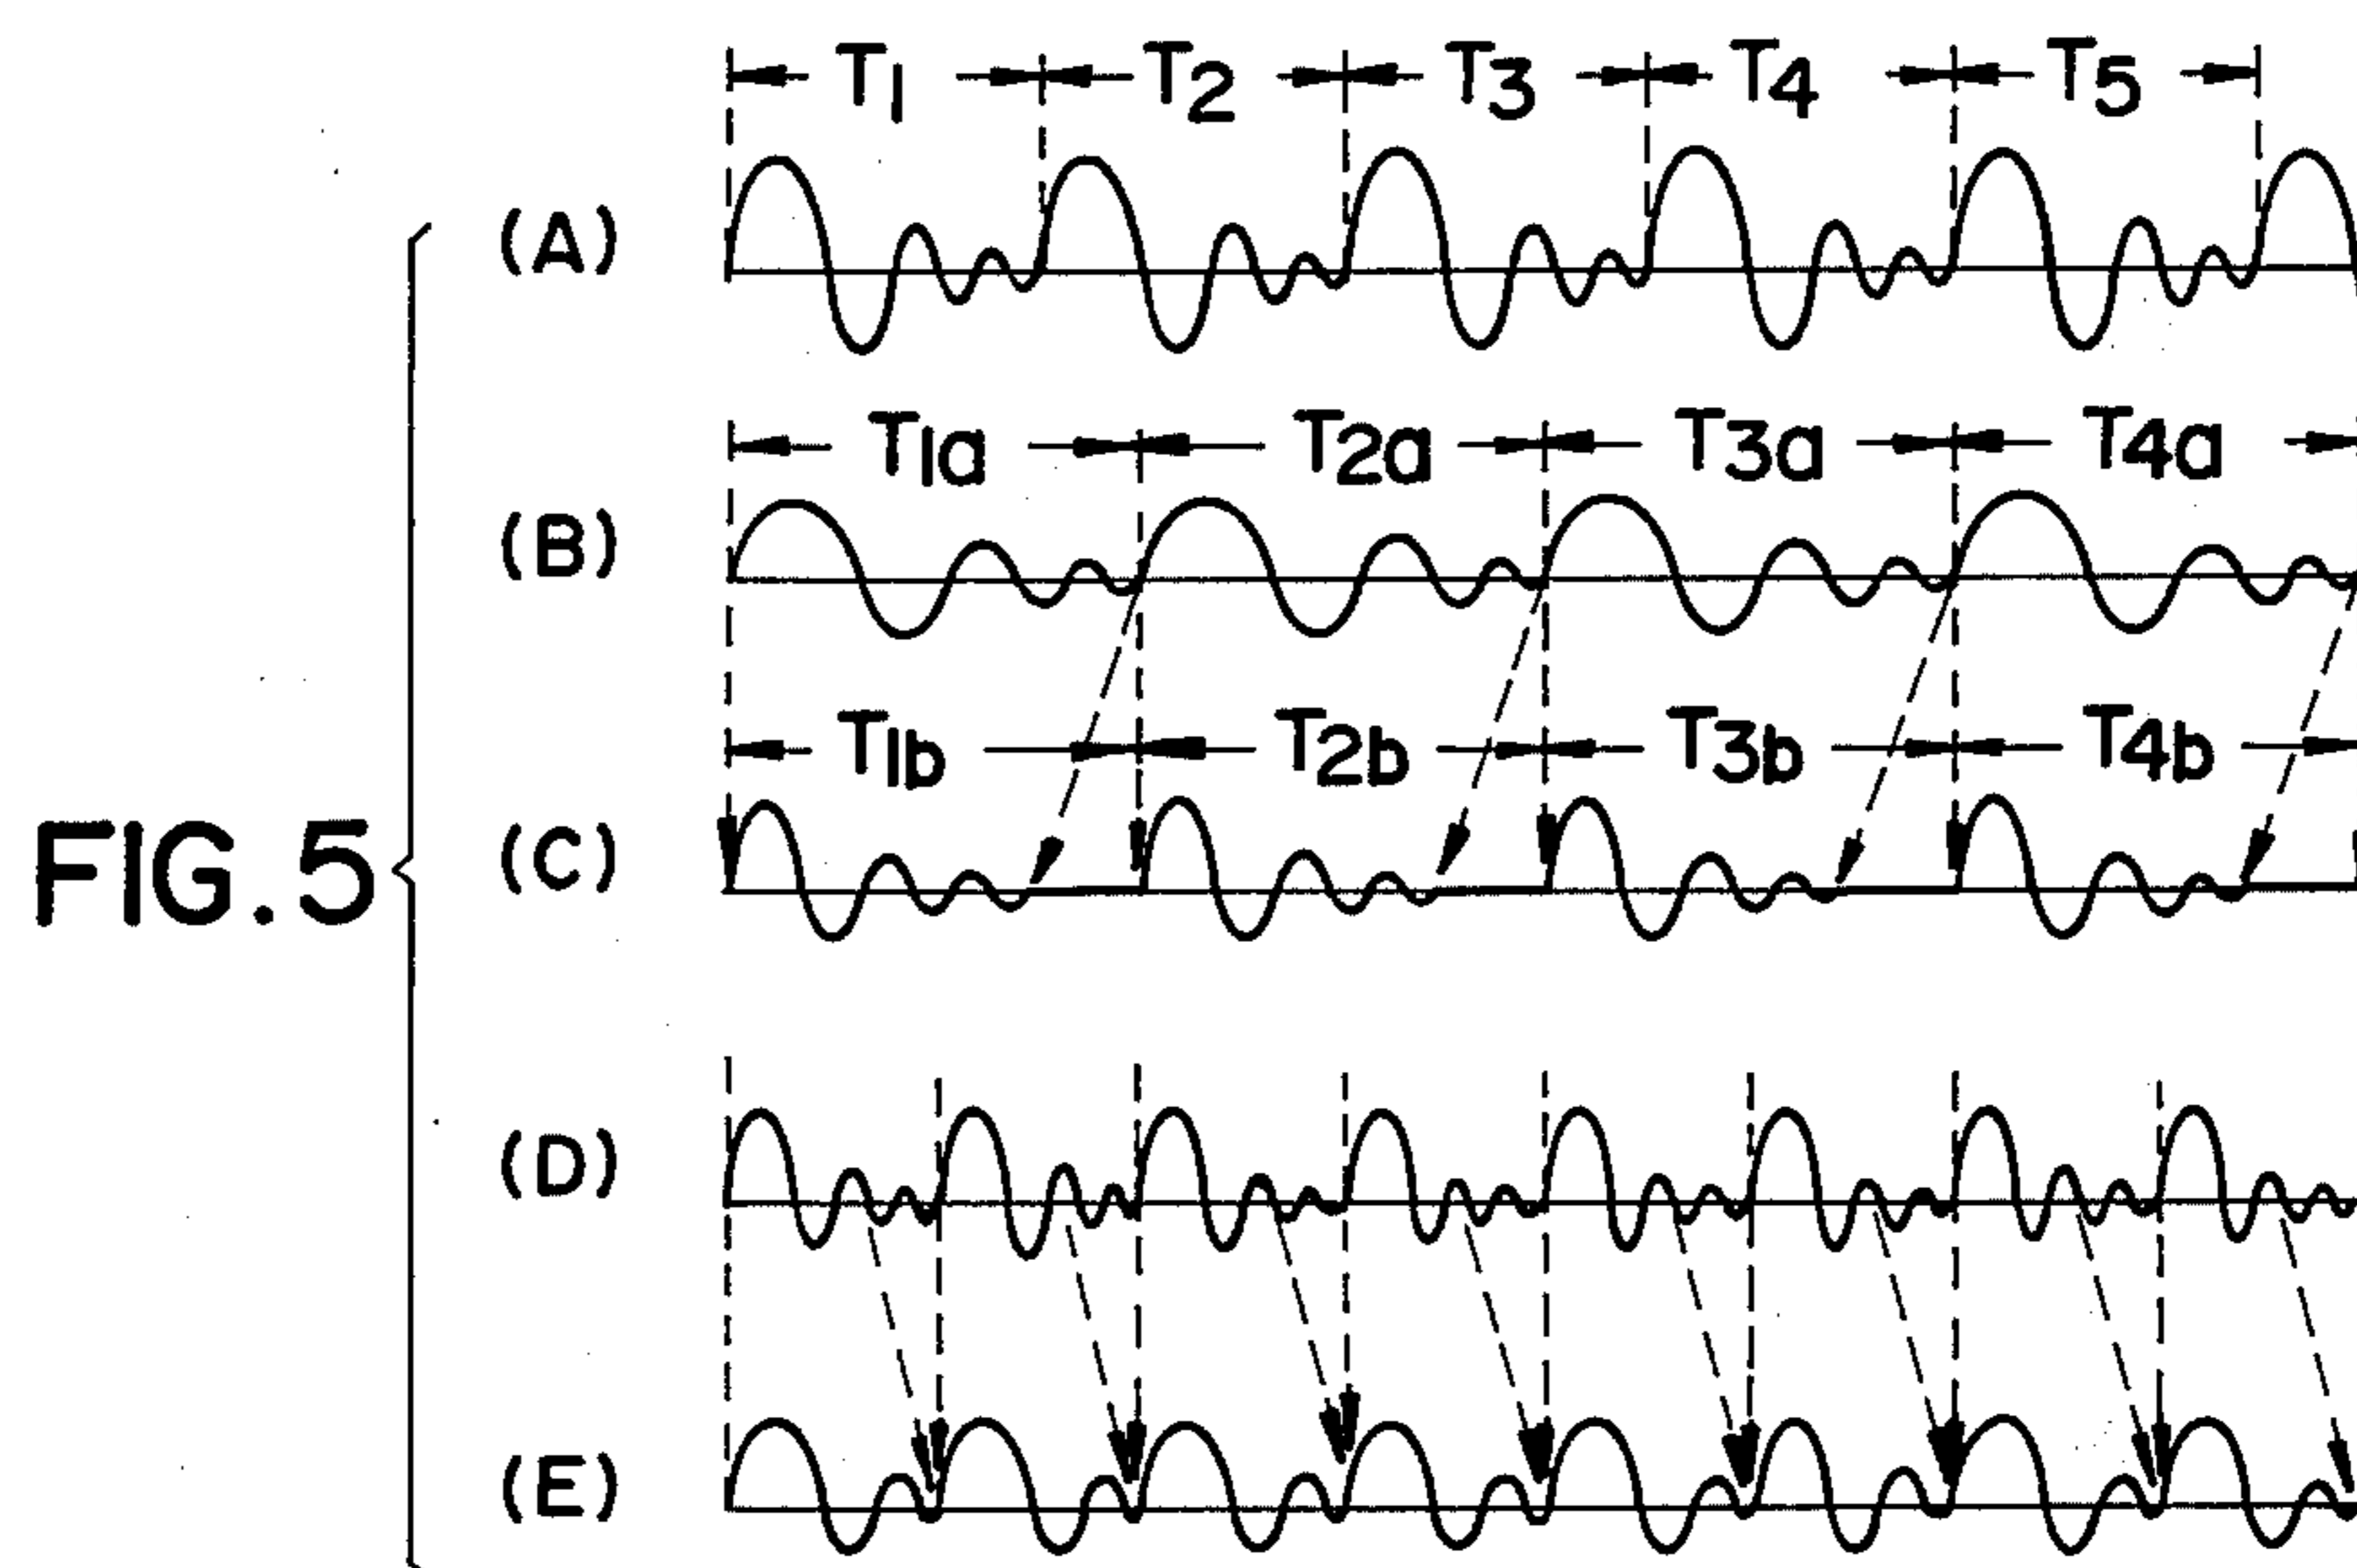 T1 T2 T3 T4 T5
(A)
T1a T2a T3a T4a
(B)
T1b T2b T3b T4b
FIG. 5
(C)
(D)
(E)